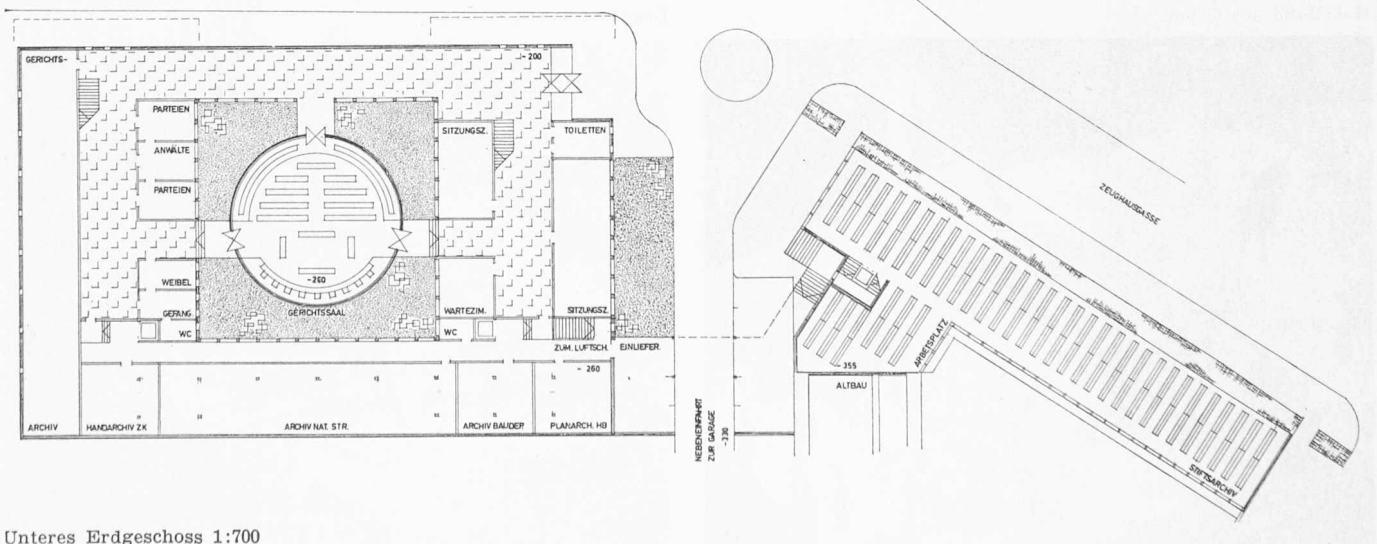 GERICHTS-
- 200
PARTEIEN
ANWÄLTE
PARTEIEN
SITZUNGSZ.
TOILETTEN
ZEUGHAUSGASSE
WEIBEL
GEFANG.
WC
-260
GERICHTSSAAL
WARTEZIM.
WC
SITZUNGSZ.
ZUM. LUFTSCH.
EINLIEFER.
- 260
ARCHIV
HANDARCHIV Z.K.
ARCHIV NAT. STR.
ARCHIV BAUDEP.
PLANARCH. HB
NEBENEINFAHRT
ZUR GARAGE
-330
- 355
ALTBAU
ARBEITSPLATZ
STIFTSARCHIV
Unteres Erdgeschoss 1:700